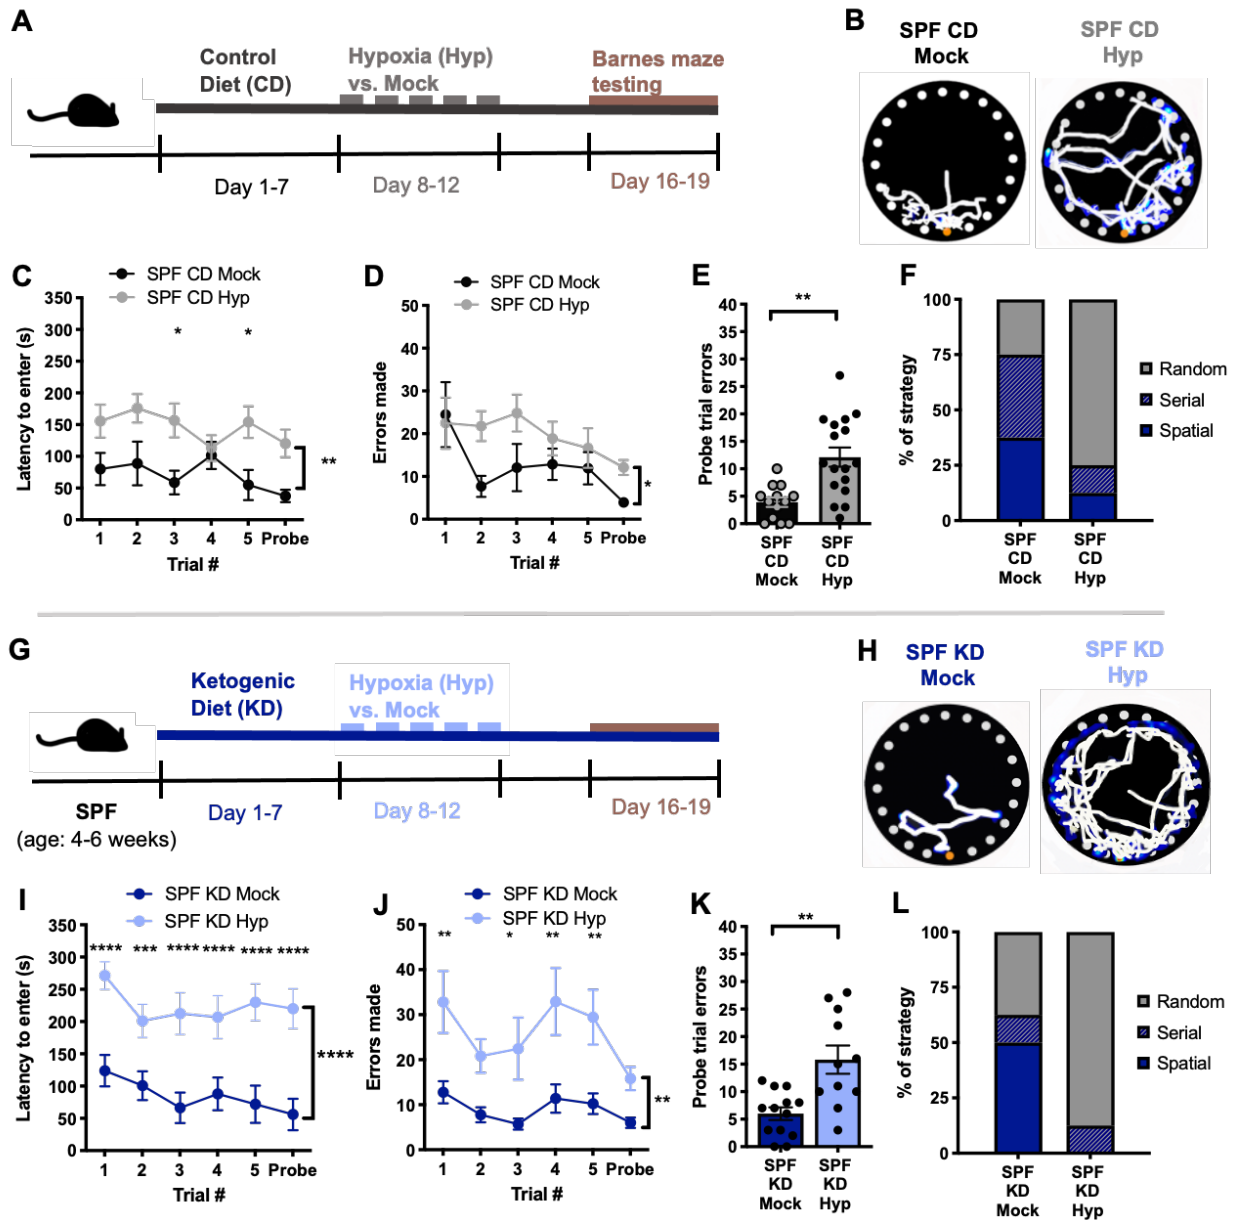 A
Control
Diet (CD)
Hypoxia (Hyp)
vs. Mock
Barnes maze
testing
Day 1-7
Day 8-12
Day 16-19
B
SPF CD
Mock
SPF CD
Hyp
C
SPF CD Mock
SPF CD Hyp
Latency to enter (s)
350
300
250
200
150
100
50
0
* *
**
1 2 3 4 5 Probe
Trial #
D
SPF CD Mock
SPF CD Hyp
Errors made
50
40
30
20
10
0
*
1 2 3 4 5 Probe
Trial #
E
Probe trial errors
40
35
30
25
20
15
10
5
0
**
SPF
CD
Mock
SPF
CD
Hyp
F
% of strategy
100
75
50
25
0
Random
Serial
Spatial
SPF
CD
Mock
SPF
CD
Hyp
G
Ketogenic
Diet (KD)
Hypoxia (Hyp)
vs. Mock
SPF
(age: 4-6 weeks)
Day 1-7
Day 8-12
Day 16-19
H
SPF KD
Mock
SPF KD
Hyp
I
SPF KD Mock
SPF KD Hyp
Latency to enter (s)
350
300
250
200
150
100
50
0
**** *** **** **** **** ****
****
1 2 3 4 5 Probe
Trial #
J
SPF KD Mock
SPF KD Hyp
Errors made
50
40
30
20
10
0
** * ** **
**
1 2 3 4 5 Probe
Trial #
K
Probe trial errors
40
35
30
25
20
15
10
5
0
**
SPF
KD
Mock
SPF
KD
Hyp
L
% of strategy
100
75
50
25
0
Random
Serial
Spatial
SPF
KD
Mock
SPF
KD
Hyp